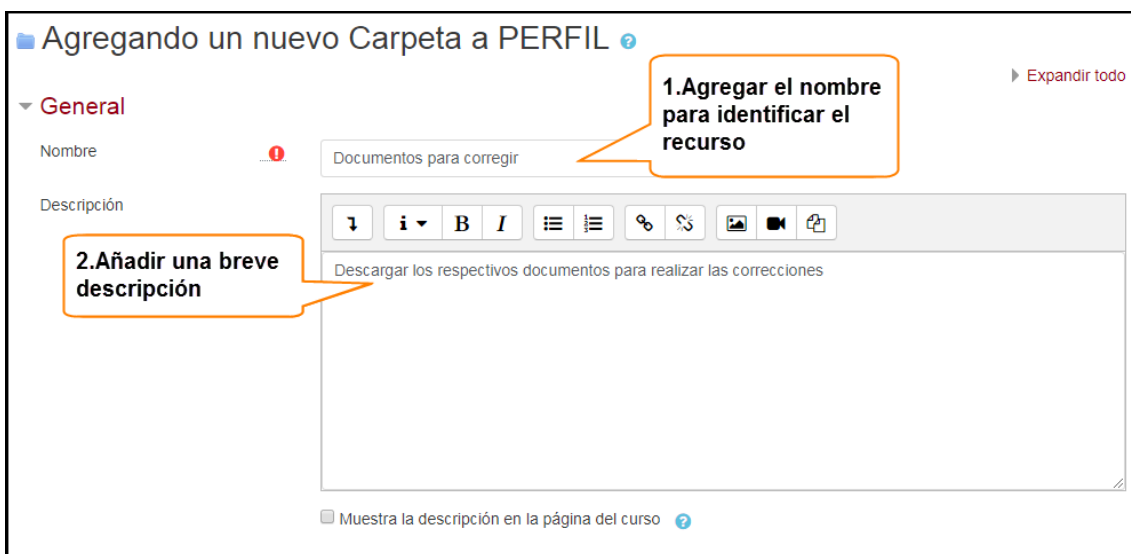 Agregando un nuevo Carpeta a PERFIL
1.Agregar el nombre
para identificar el
recurso
Expandir todo
General
Nombre
Documentos para corregir
Descripción
B I
2.Añadir una breve
descripción
Descargar los respectivos documentos para realizar las correcciones
Muestra la descripción en la página del curso